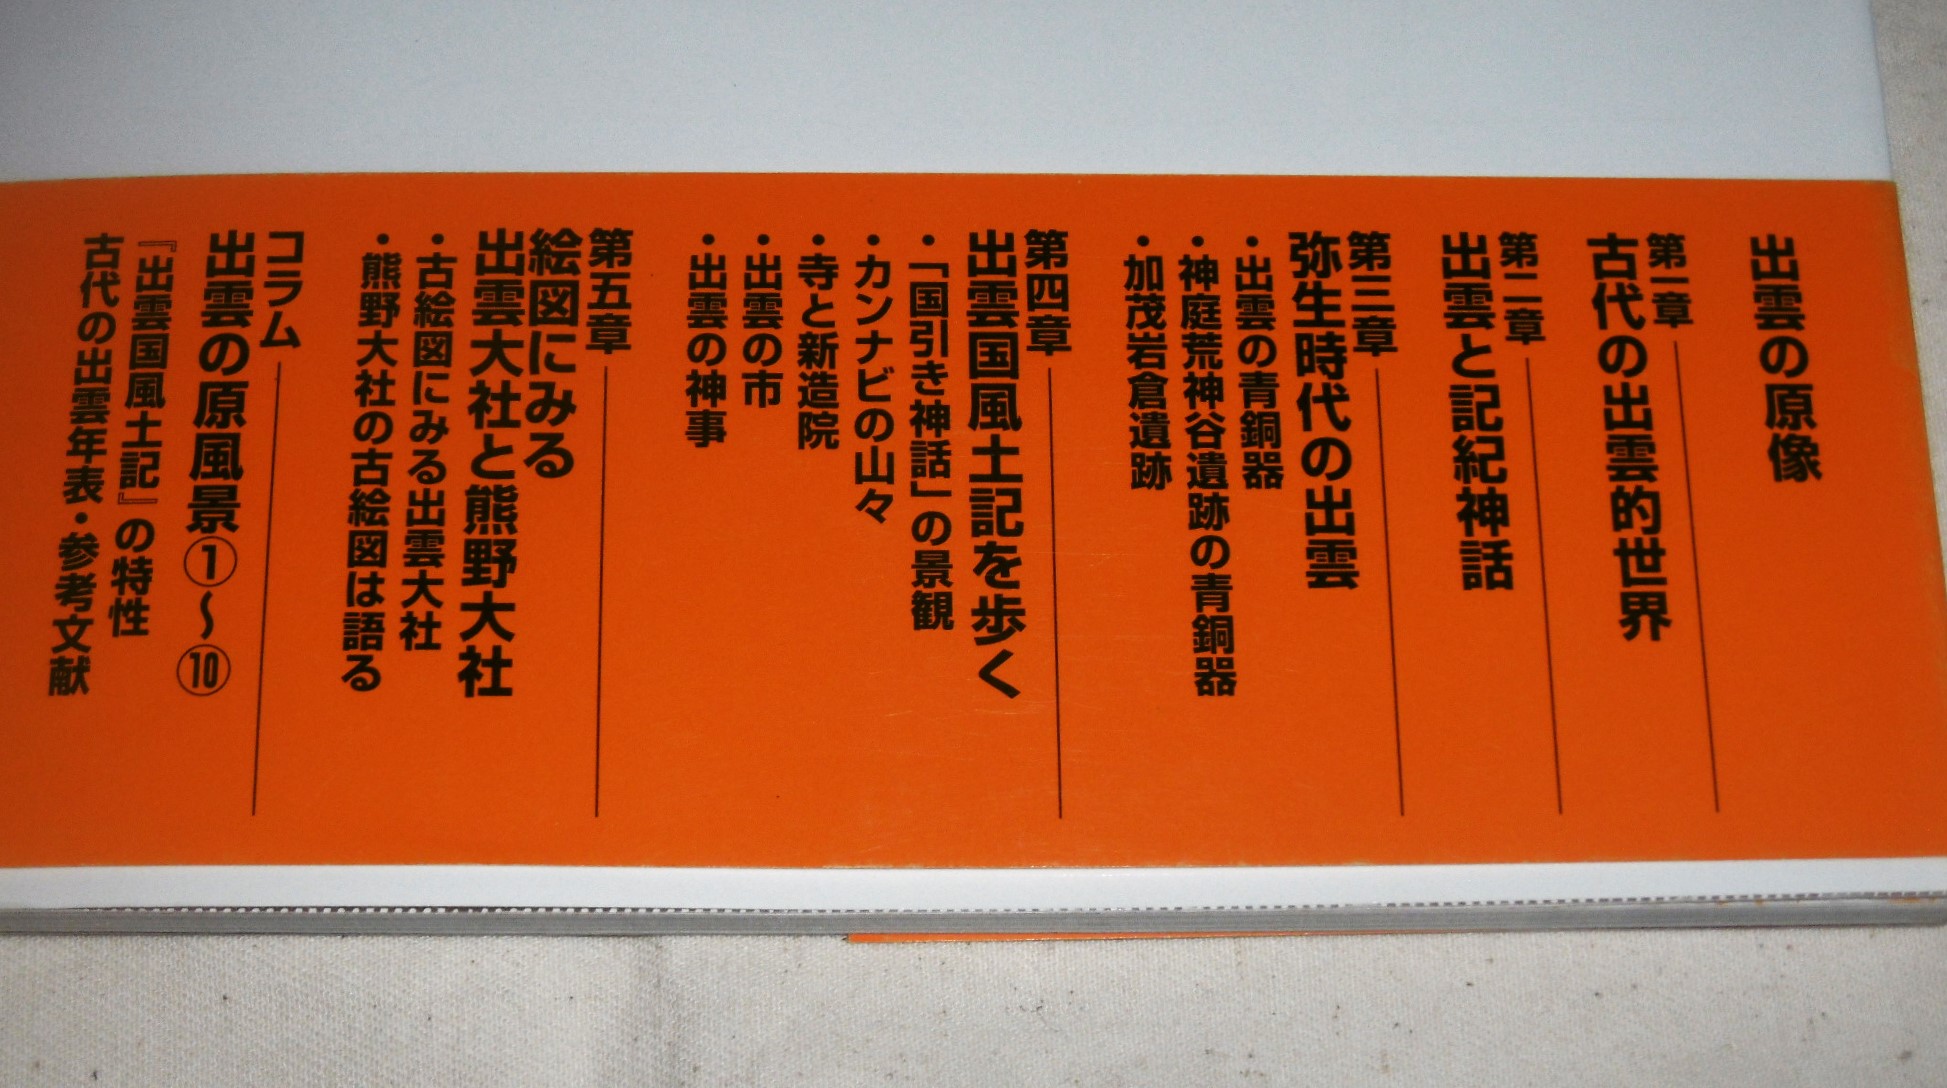 出雲の原像
第一章
古代の出雲的世界
第二章
出雲と記紀神話
第三章
弥生時代の出雲
・出雲の青銅器
・神庭荒神谷遺跡の青銅器
・加茂岩倉遺跡
第四章
出雲国風土記を歩く
・「国引き神話」の景観
・カンナビの山々
・寺と新造院
・出雲の市
・出雲の神事
第五章
絵図にみる
出雲大社と熊野大社
・古絵図にみる出雲大社
・熊野大社の古絵図は語る
コラム
出雲の原風景①〜⑩
『出雲国風土記』の特性
古代の出雲年表・参考文献